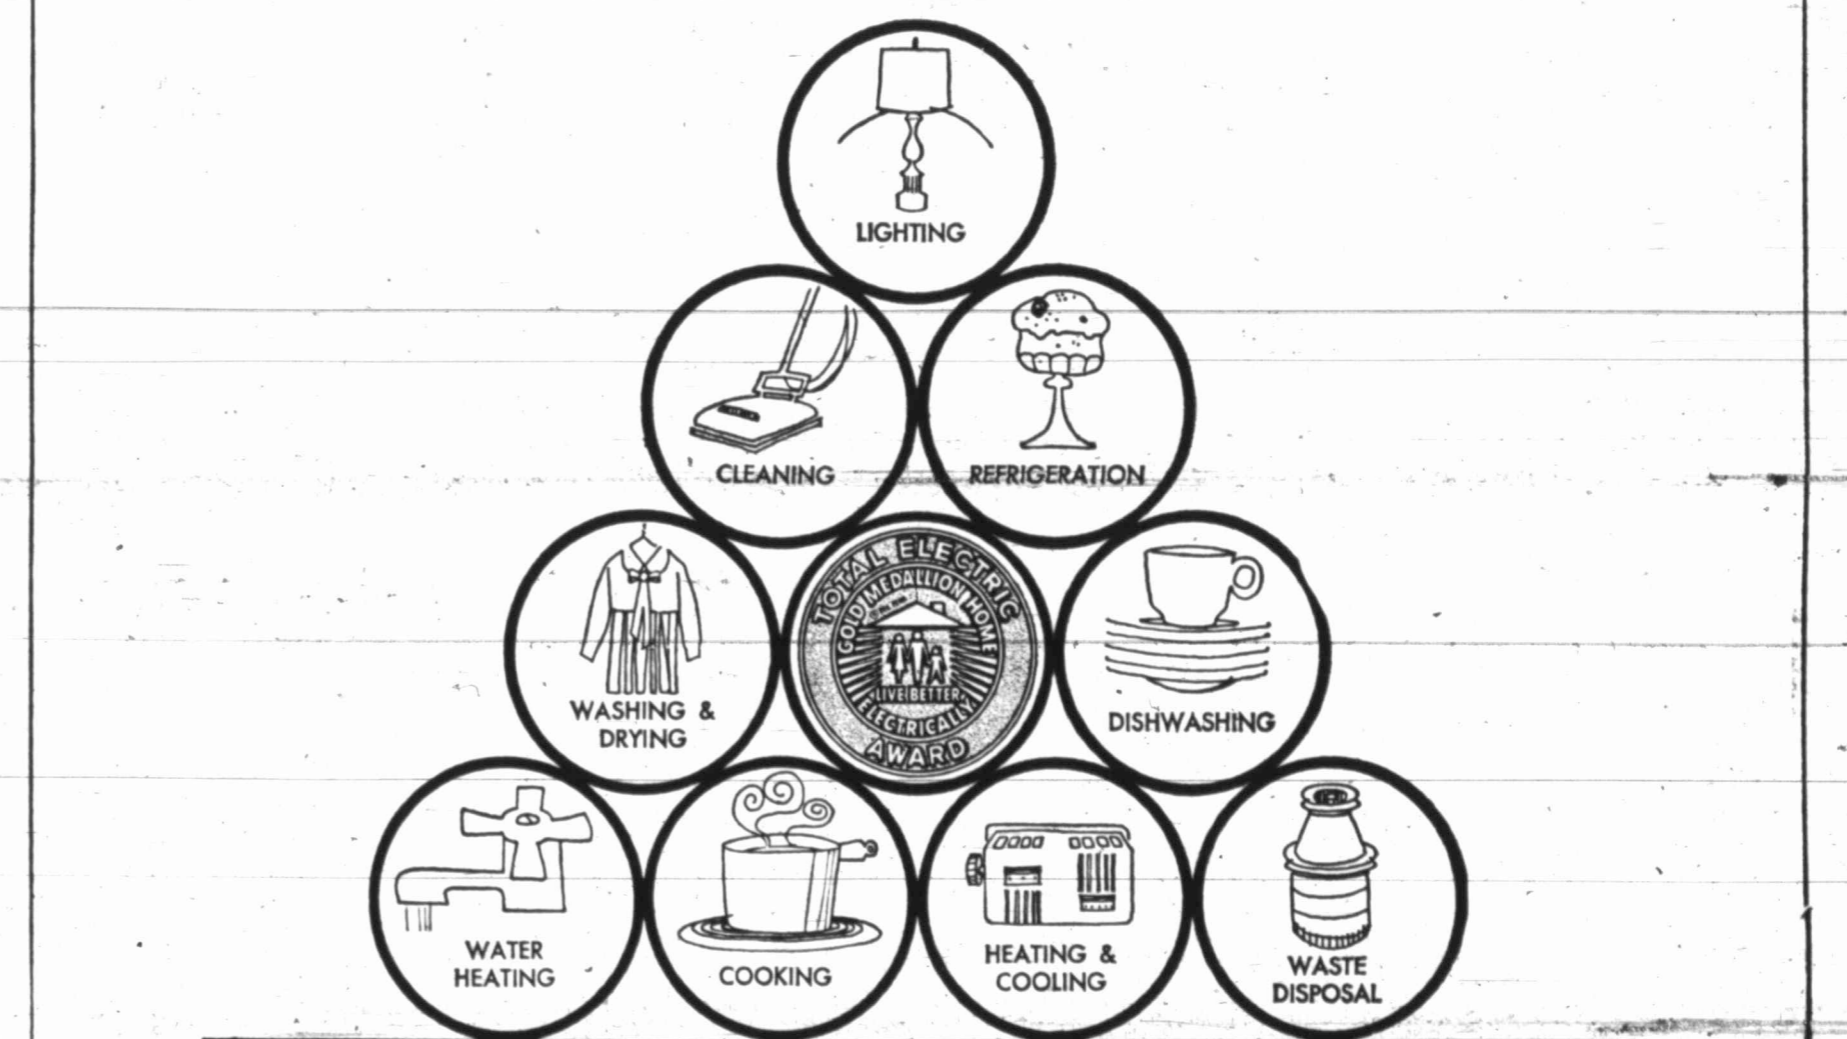 LIGHTING
CLEANING
REFRIGERATION
WASHING &
DRYING
TOTAL ELECTRIC
GOLD MEDALLION HOME
LIVE BETTER
ELECTRICALLY
AWARD
DISHWASHING
WATER
HEATING
COOKING
HEATING &
COOLING
WASTE
DISPOSAL